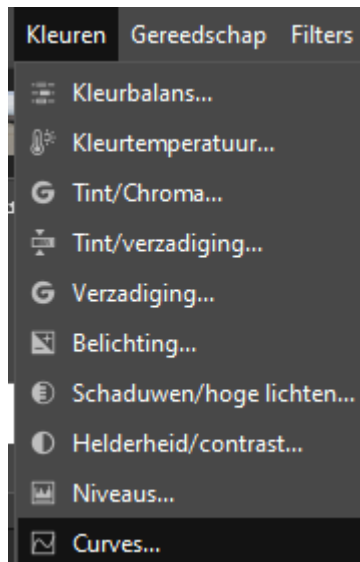 Kleuren Gereedschap Filters
Kleurbalans...
Kleurtemperatuur...
Tint/Chroma...
Tint/verzadiging...
Verzadiging...
Belichting...
Schaduwen/hoge lichten...
Helderheid/contrast...
Niveaus...
Curves...